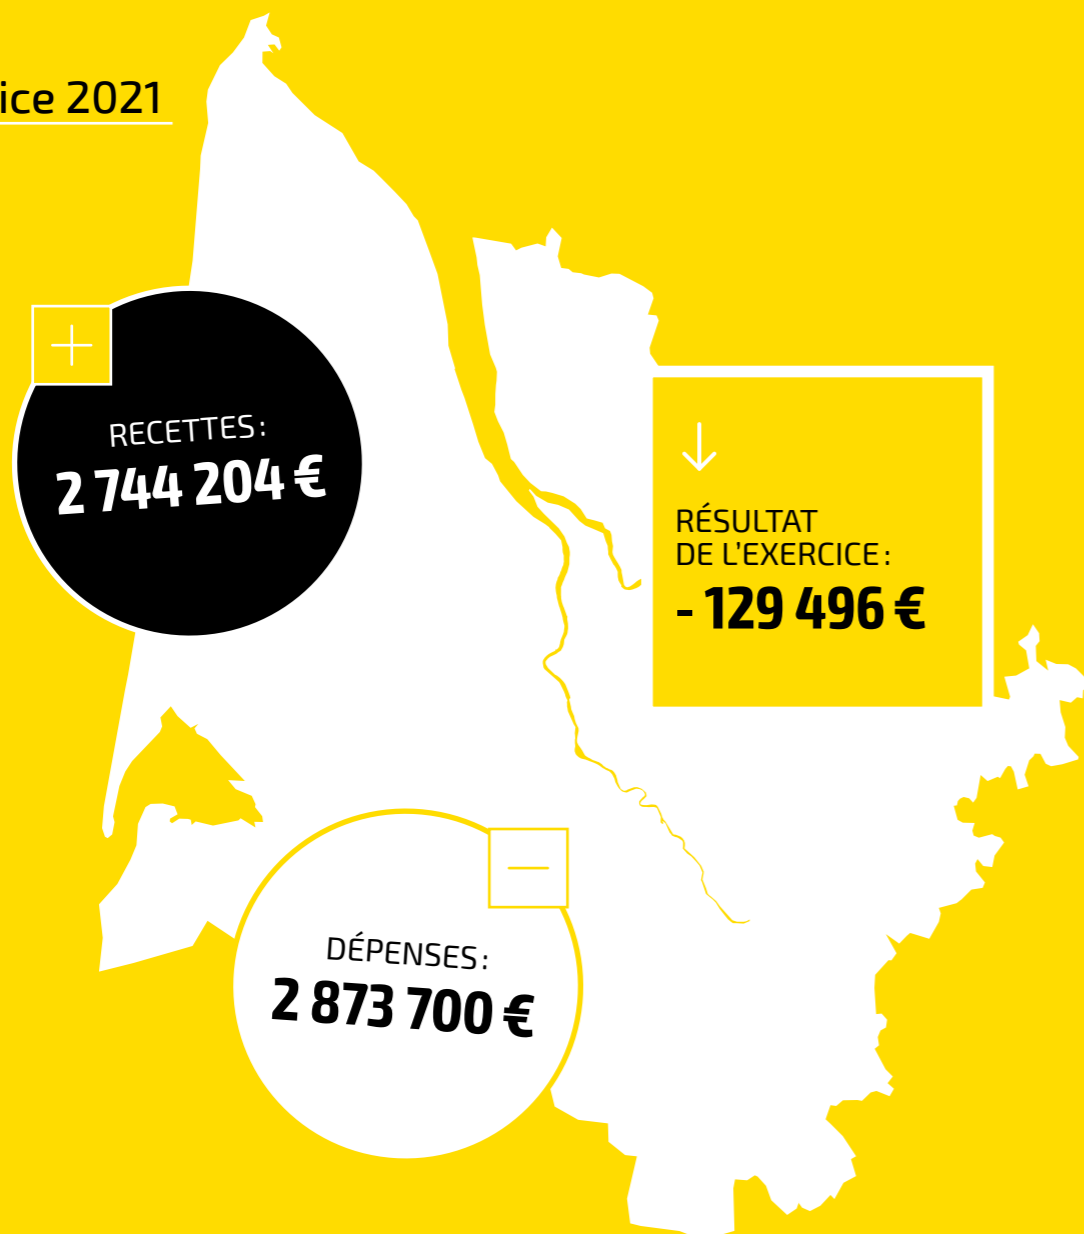 ice 2021
RECETTES :
2 744 204 €
RÉSULTAT
DE L'EXERCICE :
- 129 496 €
DÉPENSES :
2 873 700 €